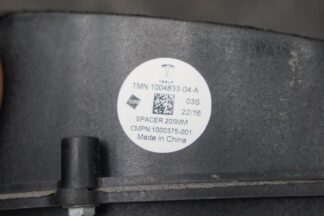 TMN:1004833-04-A
03S
22/16
SPACER 200MM
CMPN:1000375-001
Made in China